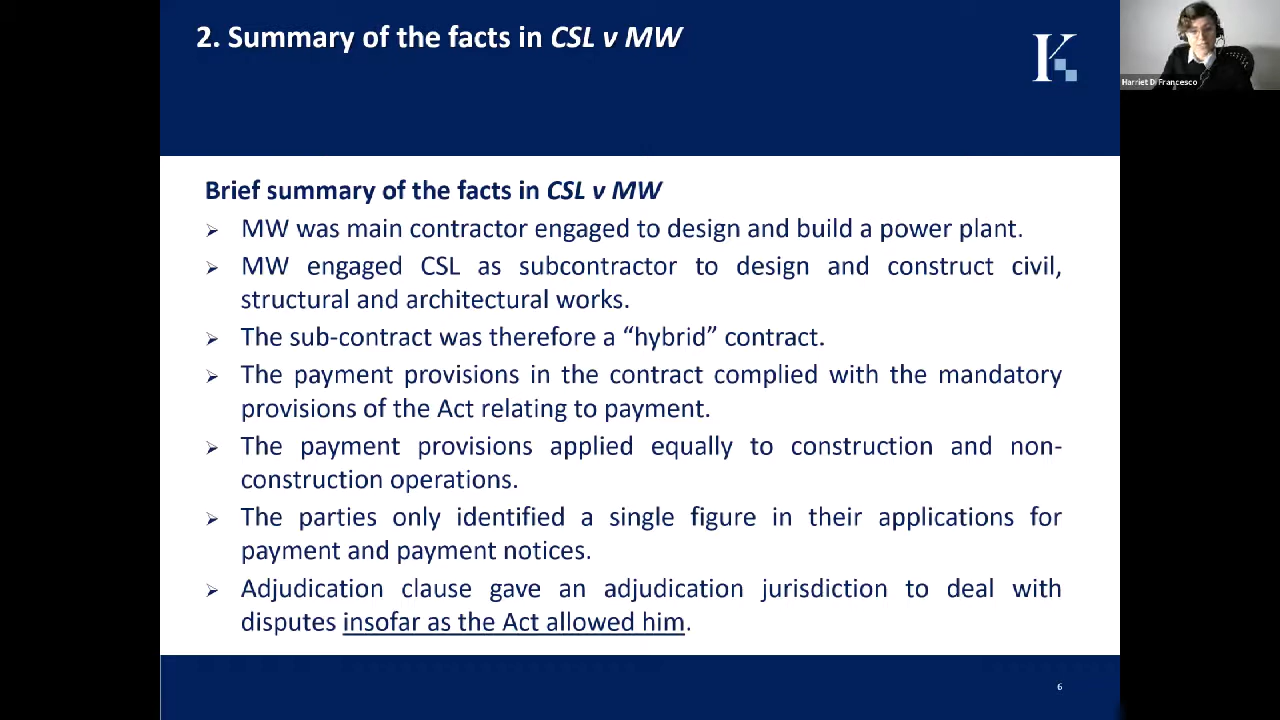 2. Summary of the facts in CSL v MW
K
Harriet Di Francesco
Brief summary of the facts in CSL v MW
➢ MW was main contractor engaged to design and build a power plant.
➢ MW engaged CSL as subcontractor to design and construct civil,
structural and architectural works.
➢ The sub-contract was therefore a “hybrid” contract.
➢ The payment provisions in the contract complied with the mandatory
provisions of the Act relating to payment.
➢ The payment provisions applied equally to construction and non-
construction operations.
➢ The parties only identified a single figure in their applications for
payment and payment notices.
➢ Adjudication clause gave an adjudication jurisdiction to deal with
disputes insofar as the Act allowed him.
6